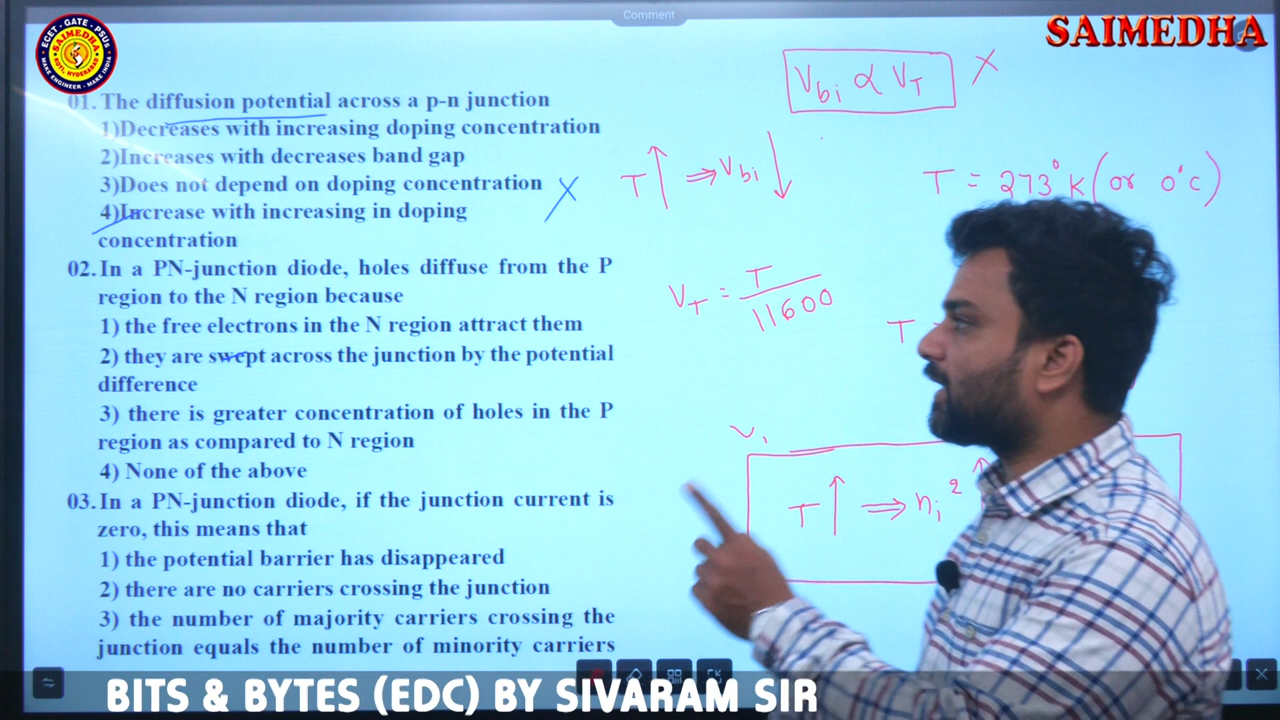 Comment
ECET - GATE - PSUs
SAIMEDHA
KOTI, HYDERABAD
MAKE ENGINEER - MAKE INDIA
SAIMEDHA
01. The diffusion potential across a p-n junction
1)Decreases with increasing doping concentration
2)Increases with decreases band gap
3)Does not depend on doping concentration
4)Increase with increasing in doping
concentration
02. In a PN-junction diode, holes diffuse from the P
region to the N region because
1) the free electrons in the N region attract them
2) they are swept across the junction by the potential
difference
3) there is greater concentration of holes in the P
region as compared to N region
4) None of the above
03. In a PN-junction diode, if the junction current is
zero, this means that
1) the potential barrier has disappeared
2) there are no carriers crossing the junction
3) the number of majority carriers crossing the
junction equals the number of minority carriers
Vbi ∝ VT X
T ↑ ⇒ Vbi ↓
T = 273°K (or 0°C)
VT = T / 11600
T
T ↑ ⇒ ni² ↑
BITS & BYTES (EDC) BY SIVARAM SIR